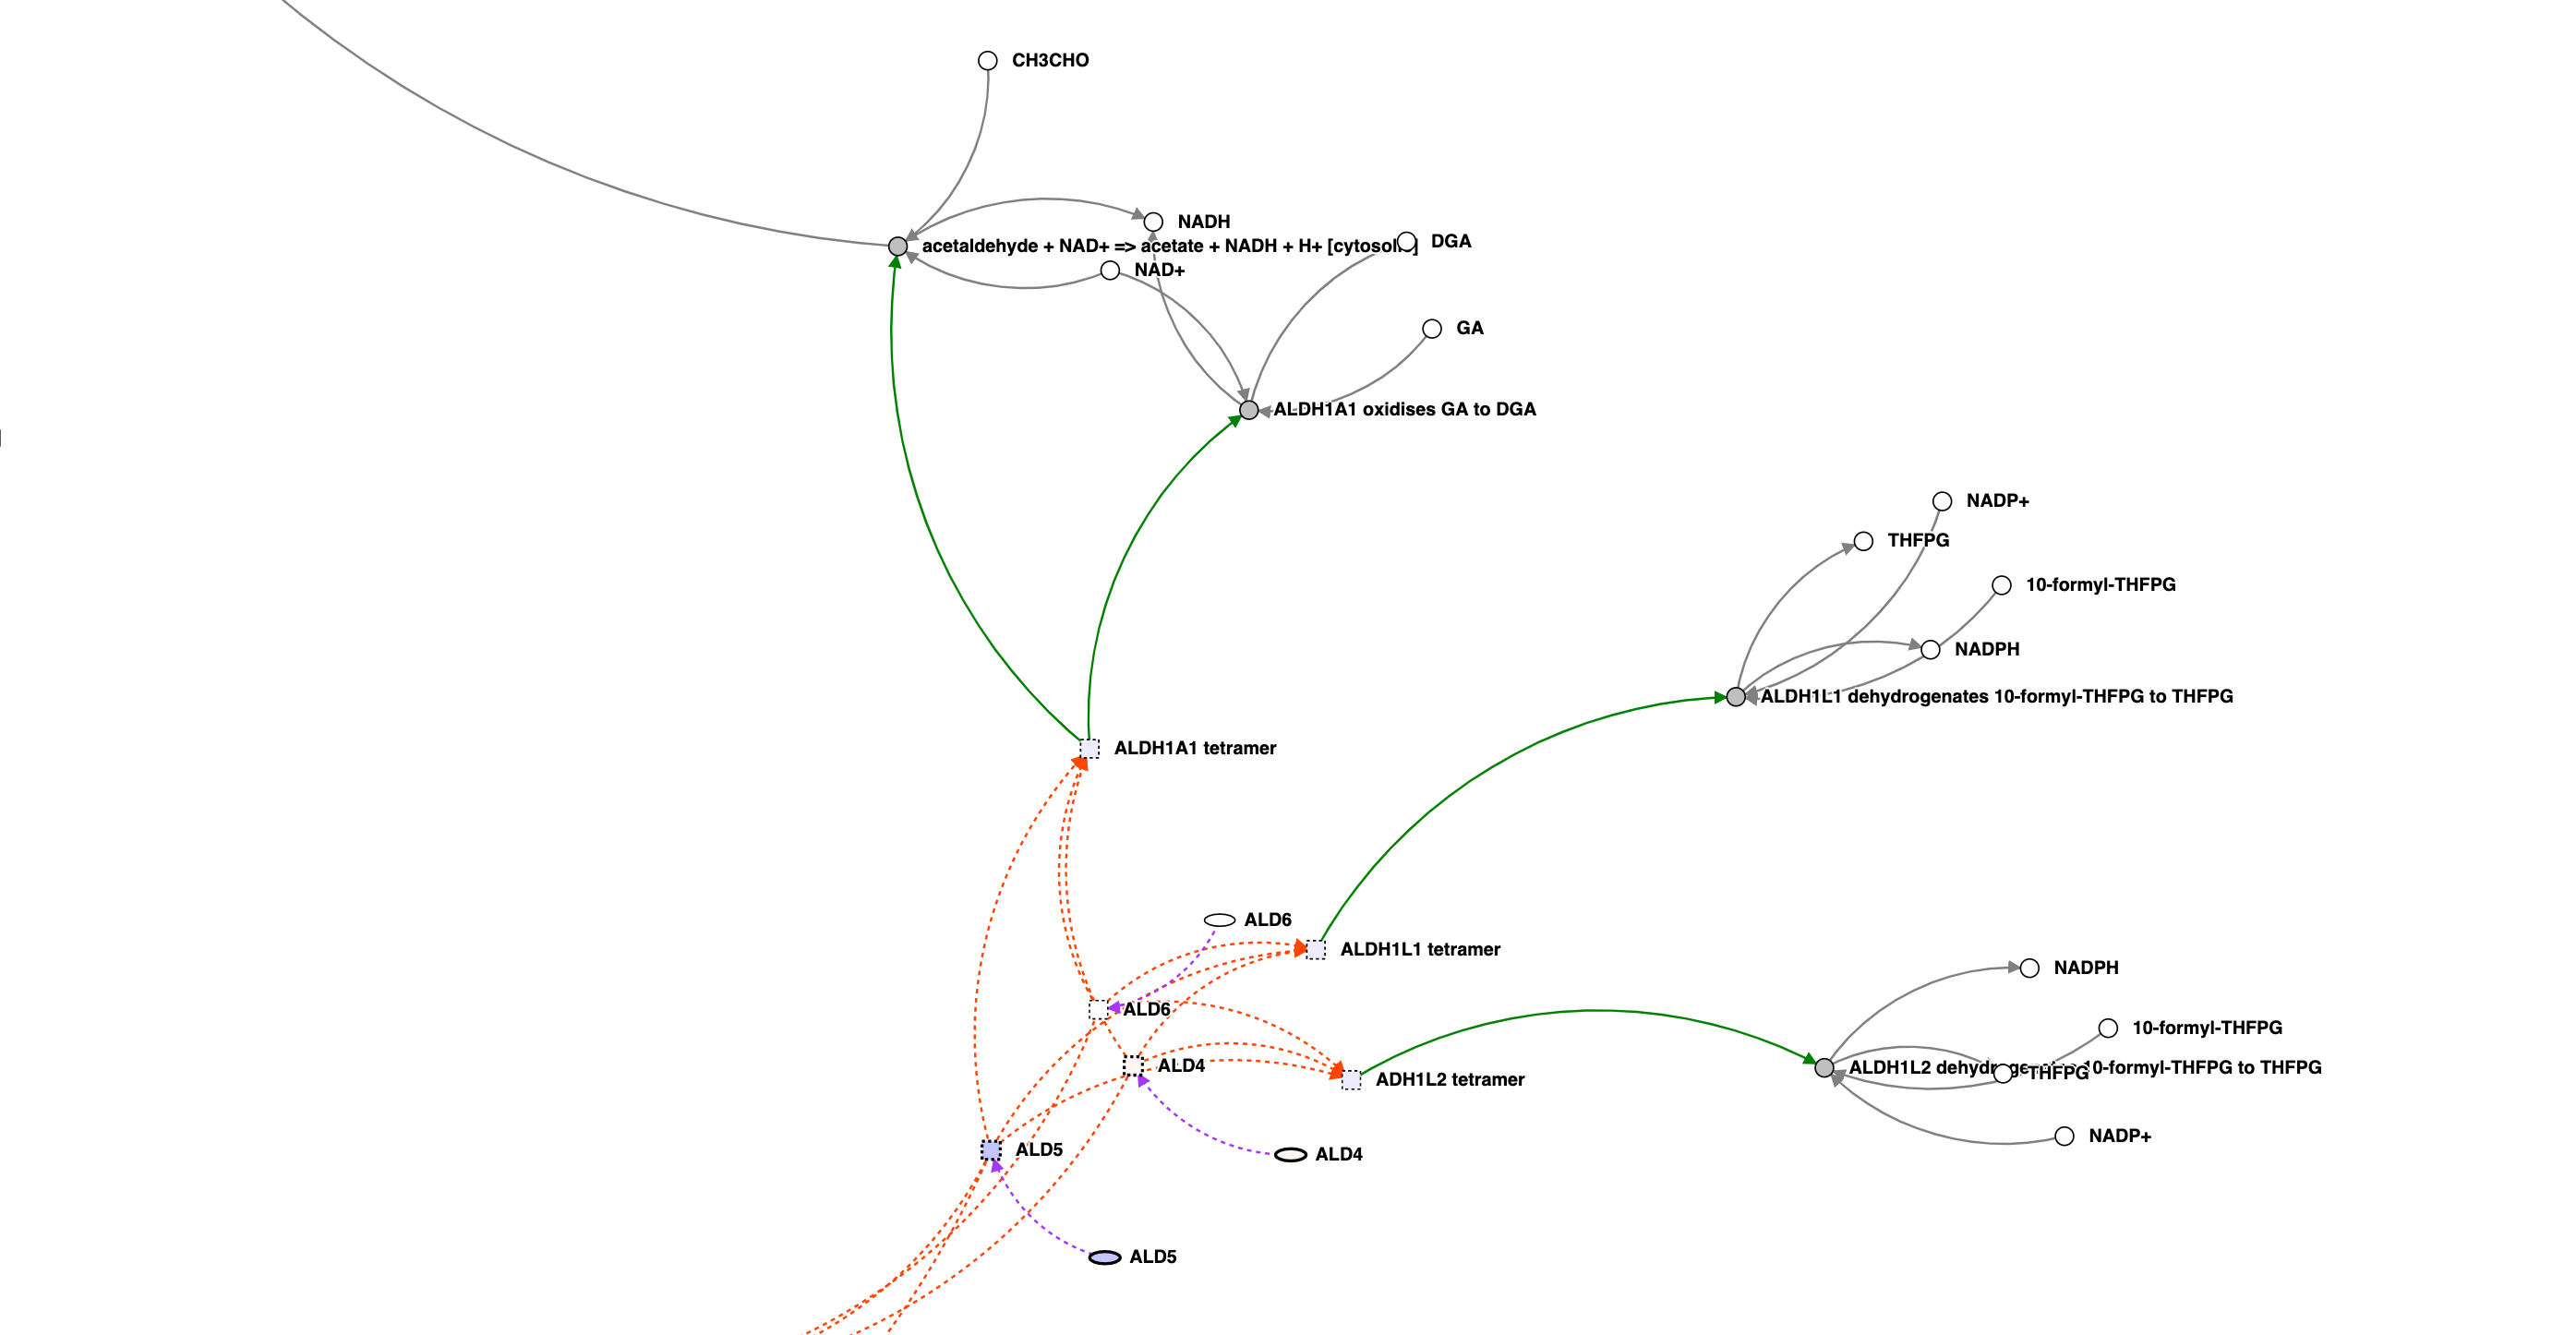 CH3CHO
NADH
DGA
acetaldehyde + NAD+ => acetate + NADH + H+ [cytosol
NAD+
GA
ALDH1A1 oxidises GA to DGA
NADP+
THFPG
10-formyl-THFPG
NADPH
ALDH1L1 dehydrogenates 10-formyl-THFPG to THFPG
ALDH1A1 tetramer
ALD6
ALDH1L1 tetramer
NADPH
ALD6
10-formyl-THFPG
ALD4
ALDH1L2 dehydrogenates 10-formyl-THFPG to THFPG
THFPG
ADH1L2 tetramer
NADP+
ALD5
ALD4
ALD5